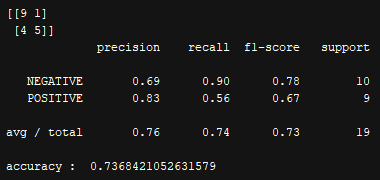 [[9 1]
[4 5]]
precision recall f1-score support
NEGATIVE 0.69 0.90 0.78 10
POSITIVE 0.83 0.56 0.67 9
avg / total 0.76 0.74 0.73 19
accuracy : 0.7368421052631579